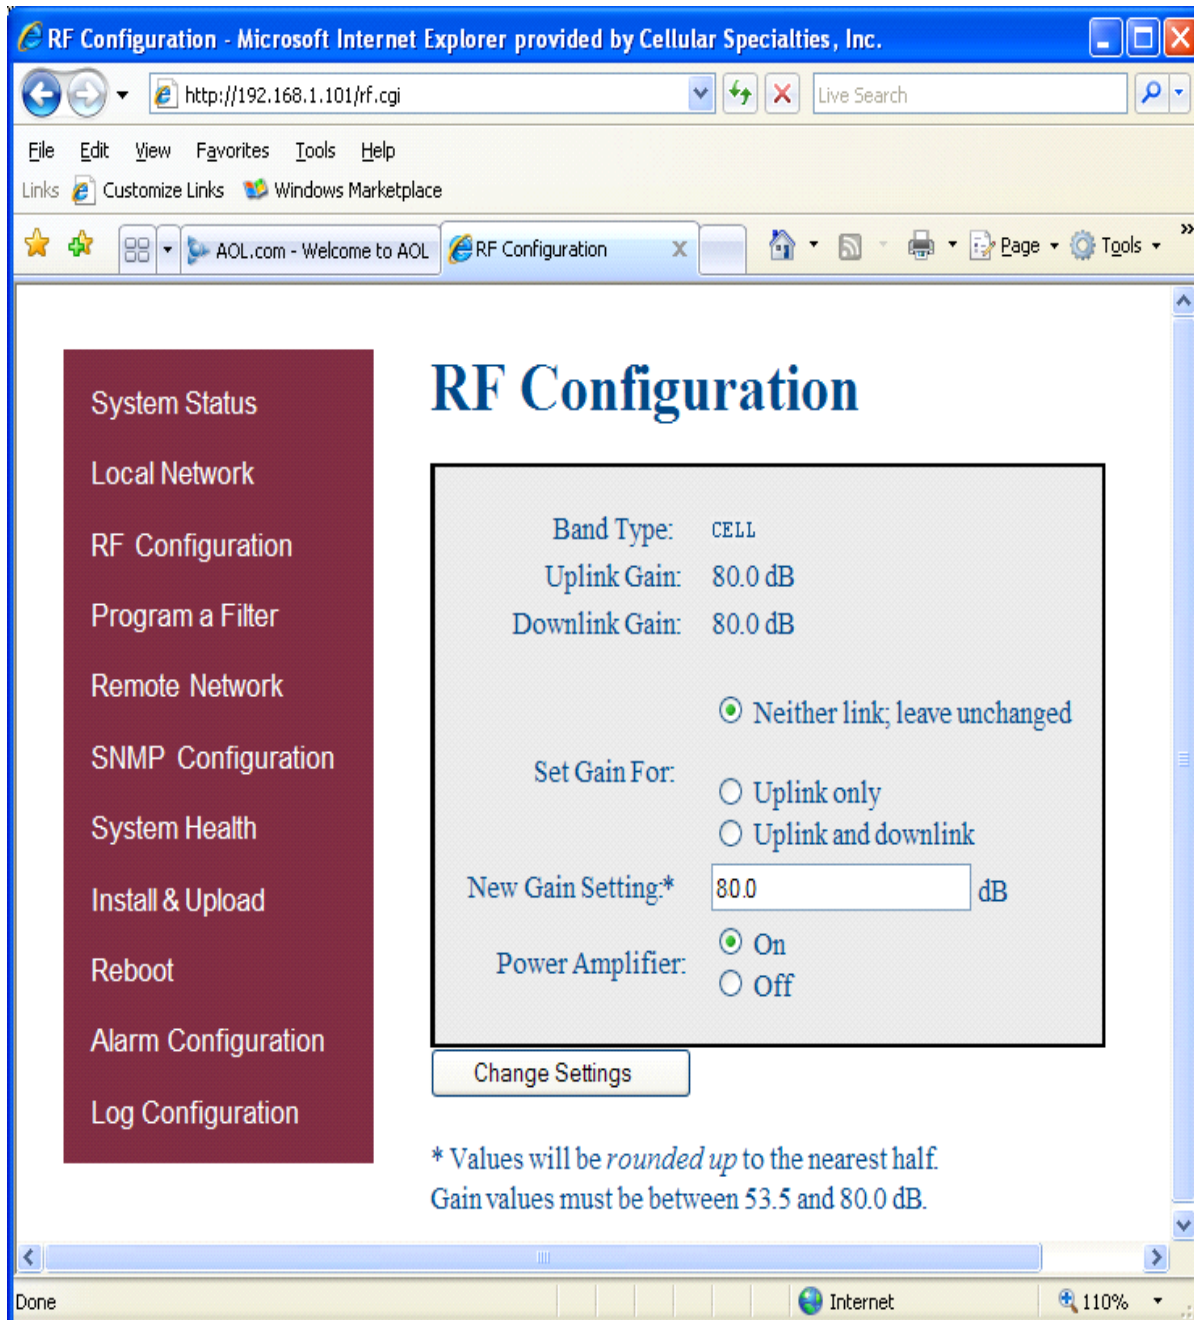 RF Configuration - Microsoft Internet Explorer provided by Cellular Specialties, Inc.
http://192.168.1.101/rf.cgi
Live Search
File Edit View Favorites Tools Help
Links Customize Links Windows Marketplace
AOL.com - Welcome to AOL RF Configuration X Page Tools »
System Status
Local Network
RF Configuration
Program a Filter
Remote Network
SNMP Configuration
System Health
Install & Upload
Reboot
Alarm Configuration
Log Configuration
RF Configuration
Band Type: CELL
Uplink Gain: 80.0 dB
Downlink Gain: 80.0 dB
Set Gain For:
Neither link; leave unchanged
Uplink only
Uplink and downlink
New Gain Setting:* 80.0 dB
Power Amplifier:
On
Off
Change Settings
* Values will be rounded up to the nearest half.
Gain values must be between 53.5 and 80.0 dB.
Done Internet 110%